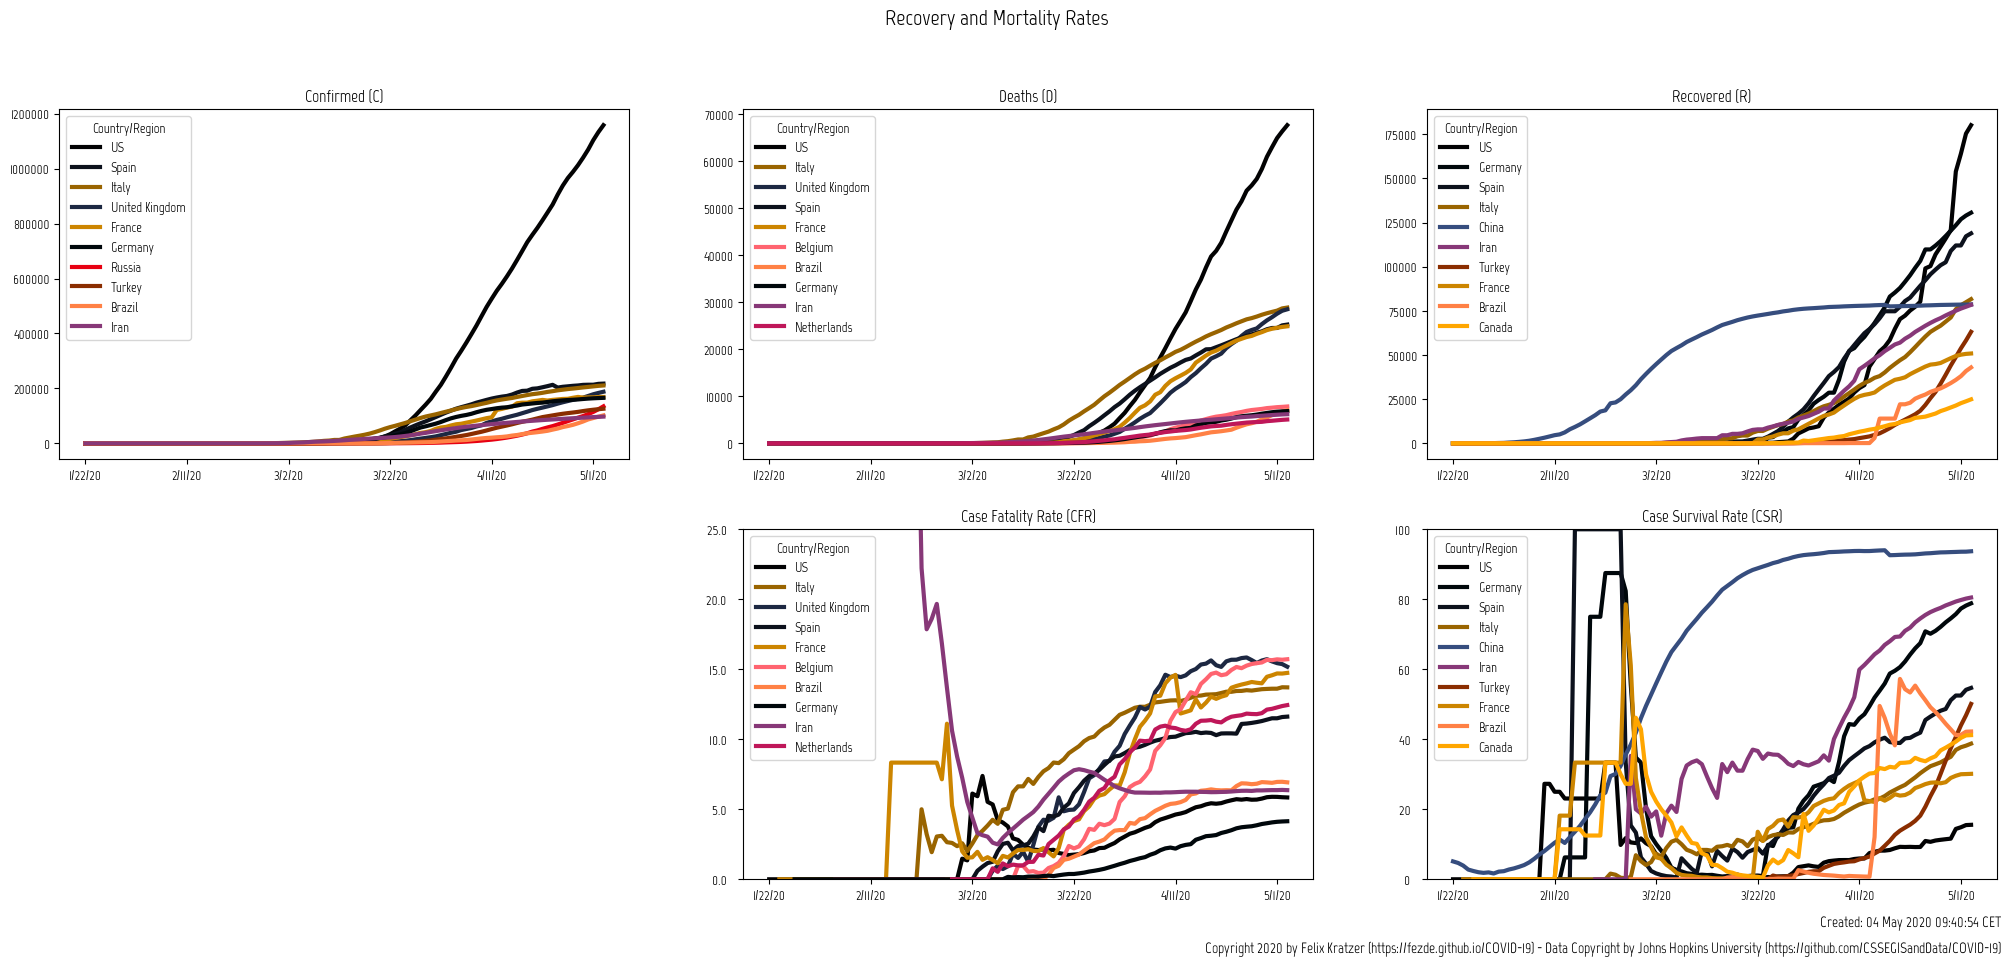 Recovery and Mortality Rates
Confirmed (C)
1200000
1000000
800000
600000
400000
200000
0
1/22/20
2/11/20
3/2/20
3/22/20
4/11/20
5/1/20
Country/Region
US
Spain
Italy
United Kingdom
France
Germany
Russia
Turkey
Brazil
Iran
Deaths (D)
70000
60000
50000
40000
30000
20000
10000
0
1/22/20
2/11/20
3/2/20
3/22/20
4/11/20
5/1/20
Country/Region
US
Italy
United Kingdom
Spain
France
Belgium
Brazil
Germany
Iran
Netherlands
Recovered (R)
175000
150000
125000
100000
75000
50000
25000
0
1/22/20
2/11/20
3/2/20
3/22/20
4/11/20
5/1/20
Country/Region
US
Germany
Spain
Italy
China
Iran
Turkey
France
Brazil
Canada
Case Fatality Rate (CFR)
25.0
20.0
15.0
10.0
5.0
0.0
1/22/20
2/11/20
3/2/20
3/22/20
4/11/20
5/1/20
Country/Region
US
Italy
United Kingdom
Spain
France
Belgium
Brazil
Germany
Iran
Netherlands
Case Survival Rate (CSR)
100
80
60
40
20
0
1/22/20
2/11/20
3/2/20
3/22/20
4/11/20
5/1/20
Country/Region
US
Germany
Spain
Italy
China
Iran
Turkey
France
Brazil
Canada
Created: 04 May 2020 09:40:54 CET
Copyright 2020 by Felix Kratzer (https://fezde.github.io/COVID-19) - Data Copyright by Johns Hopkins University (https://github.com/CSSEGISandData/COVID-19)